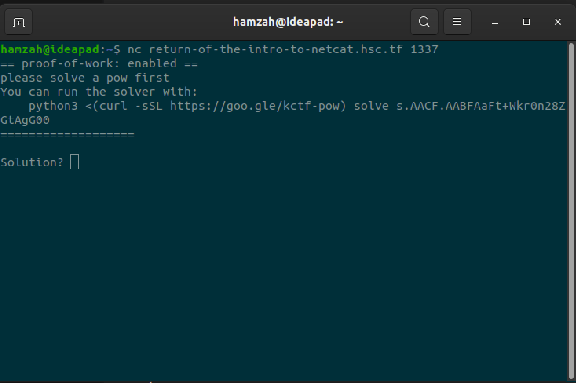 hamzah@ideapad: ~
hamzah@ideapad:~$ nc return-of-the-intro-to-netcat.hsc.tf 1337
== proof-of-work: enabled ==
please solve a pow first
You can run the solver with:
    python3 <(curl -sSL https://goo.gle/kctf-pow) solve s.AACF.AABFAaFt+Wkr0n28Z
GtAgG00
===================
Solution?